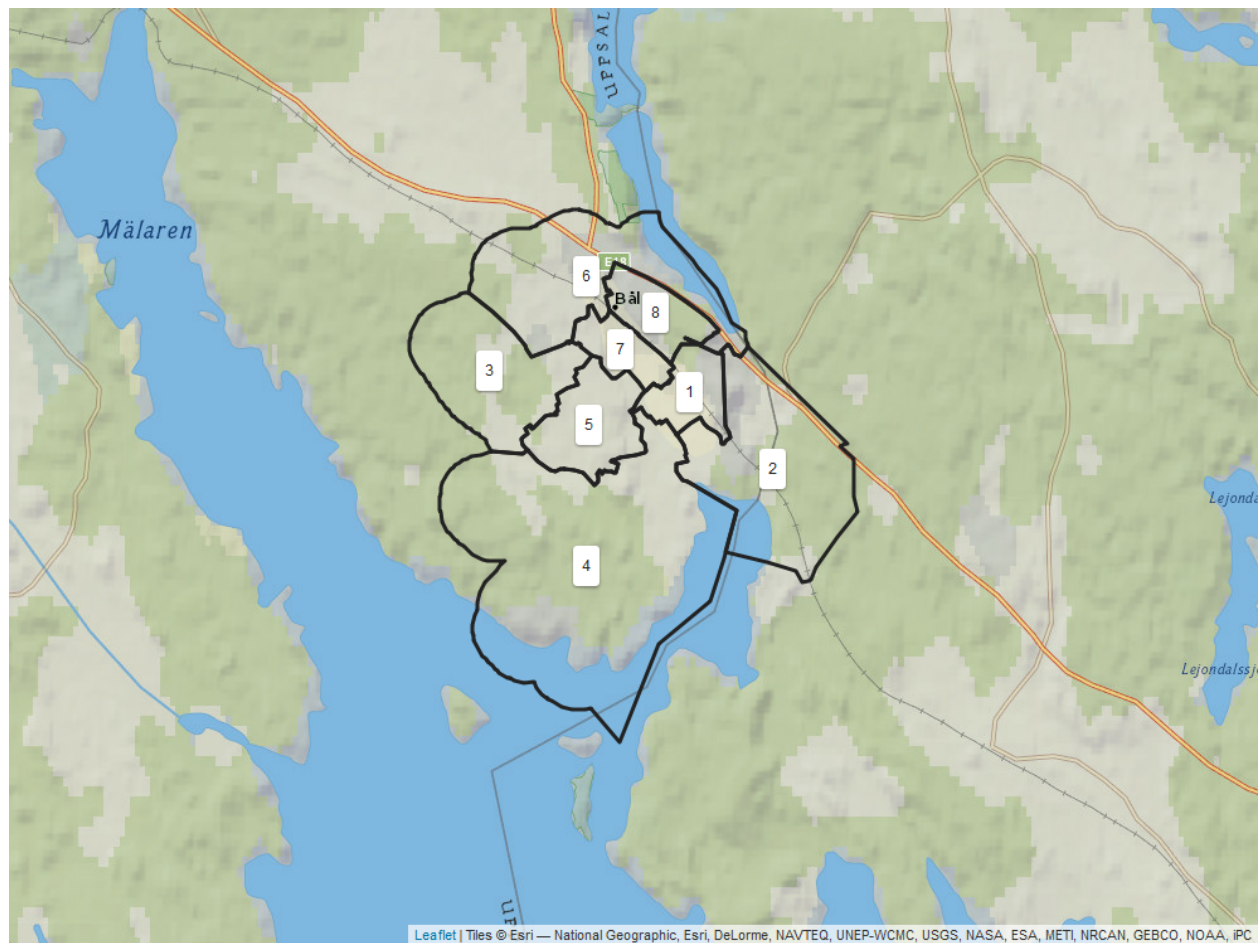 UPPSAL
Mälaren
E18
6
Bål
8
7
3
1
5
2
Lejonda
4
Lejondalssj
Leaflet | Tiles © Esri — National Geographic, Esri, DeLorme, NAVTEQ, UNEP-WCMC, USGS, NASA, ESA, METI, NRCAN, GEBCO, NOAA, iPC